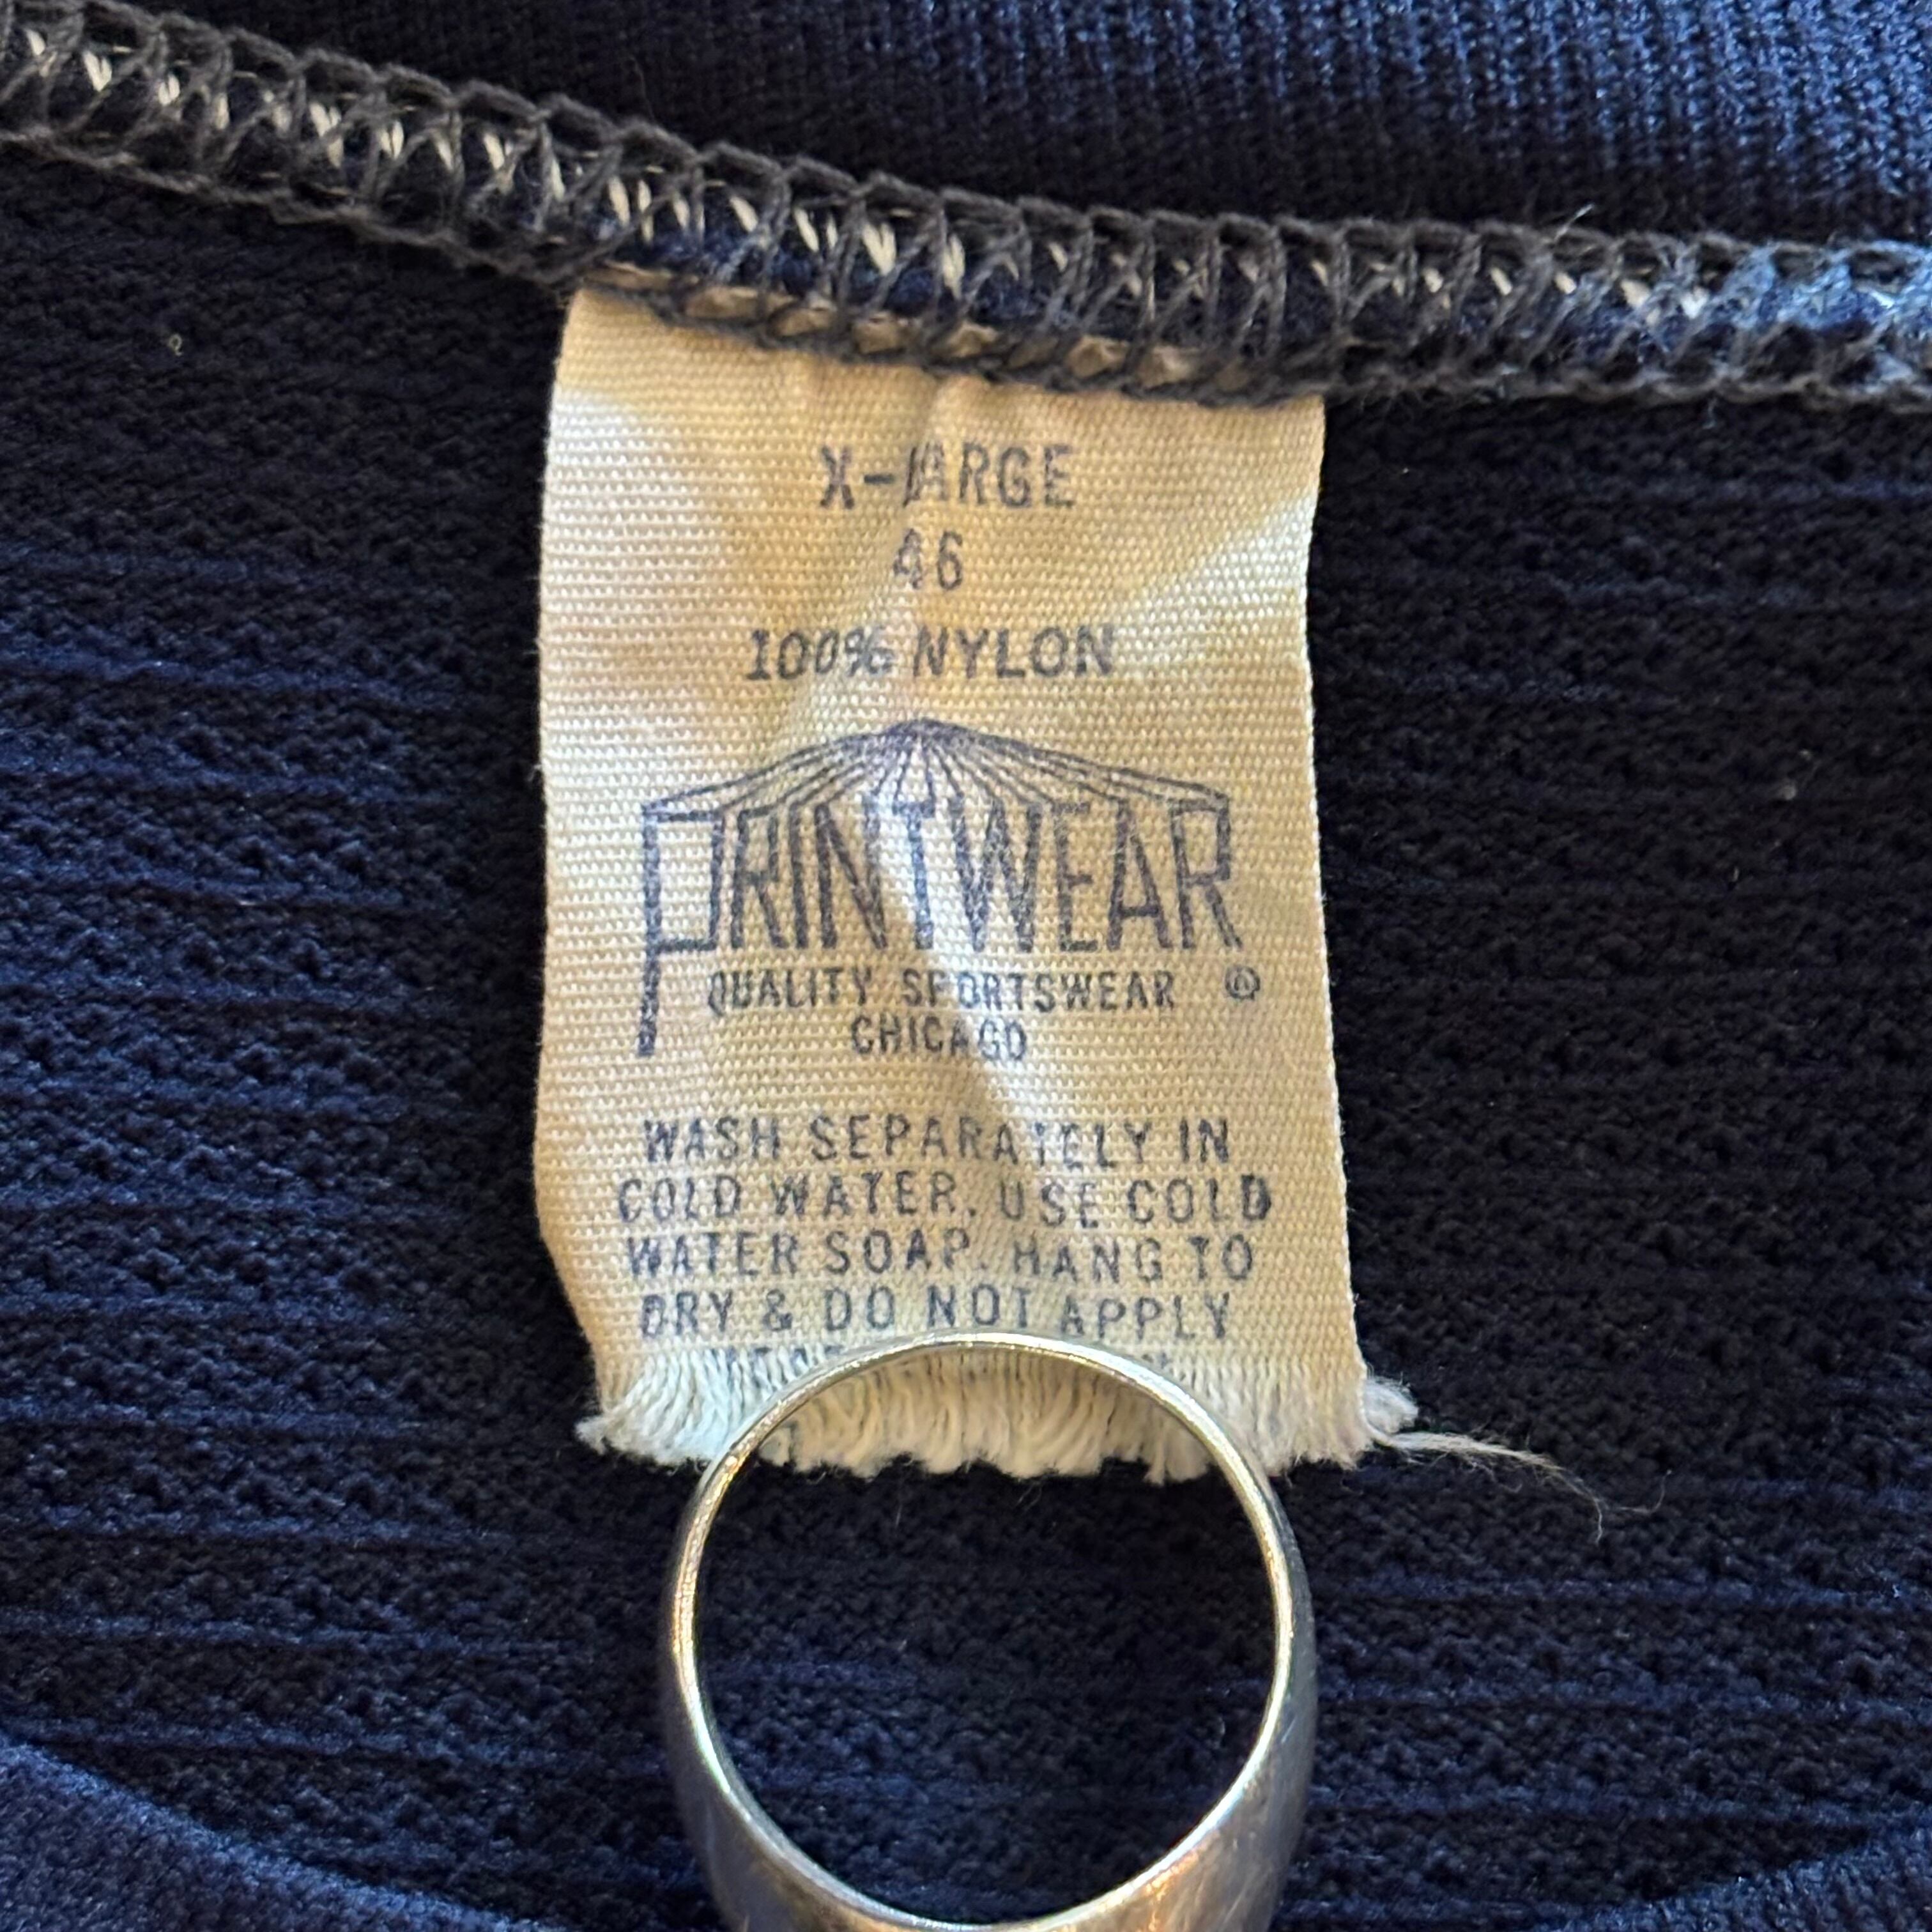 X-LARGE
46
100% NYLON
PRINTWEAR
QUALITY SPORTSWEAR ®
CHICAGO
WASH SEPARATELY IN
COLD WATER. USE COLD
WATER SOAP. HANG TO
DRY & DO NOT APPLY